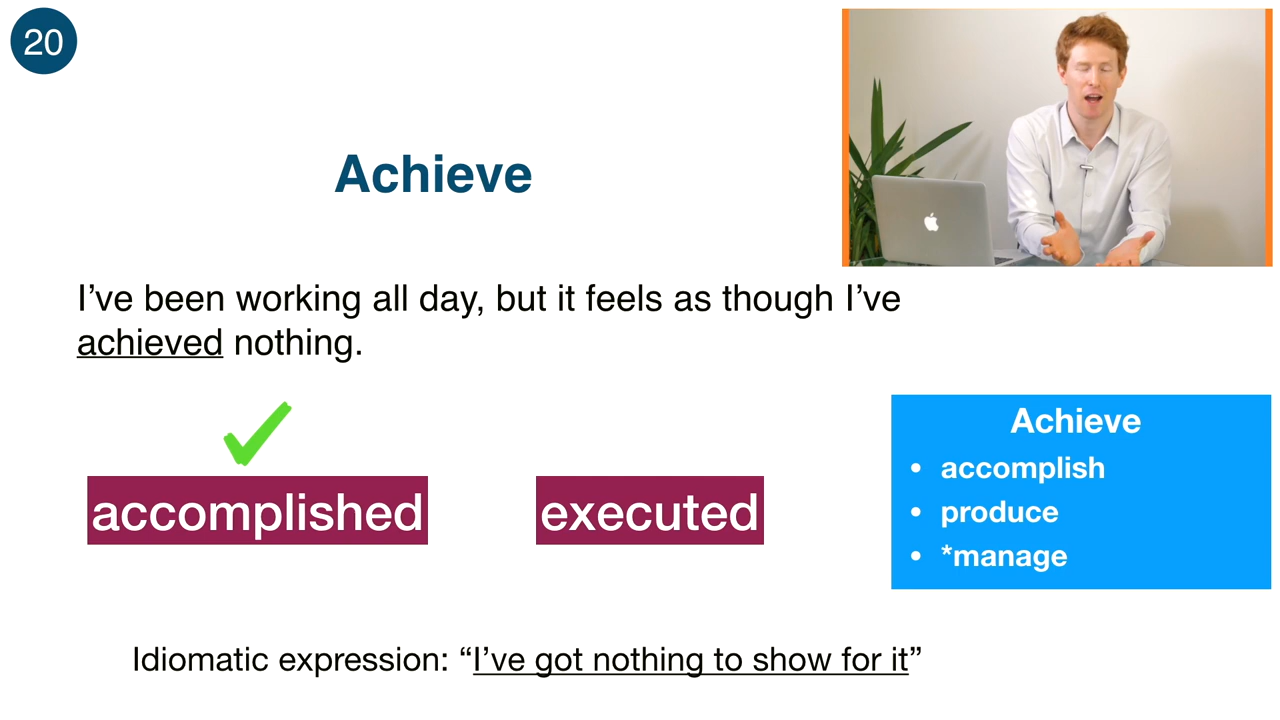 20
Achieve
I’ve been working all day, but it feels as though I’ve
achieved nothing.
accomplished
executed
Achieve
• accomplish
• produce
• *manage
Idiomatic expression: “I’ve got nothing to show for it”